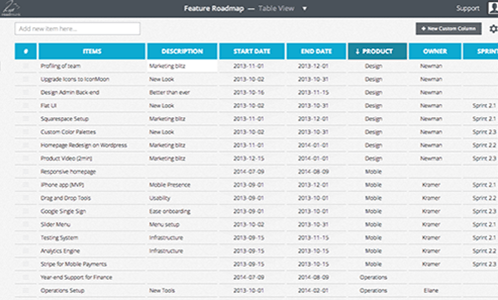 Feature Roadmap — Table View ▼ Support
Add new item here...
+ New Custom Column
# ITEMS DESCRIPTION START DATE END DATE ↓ PRODUCT OWNER SPRINT
Profiling of team Marketing blitz 2013-11-01 2013-12-01 Design Newman
Upgrade Icons to IconMoon New Look 2013-10-02 2013-10-31 Design Newman
Design Admin Back-end Better than ever 2013-10-16 2013-11-15 Design Newman
Flat UI New Look 2013-10-03 2013-10-31 Design Newman Sprint 2.1
Squarespace Setup Marketing blitz 2013-10-01 2013-10-31 Design Newman Sprint 2.1
Custom Color Palettes New Look 2013-10-02 2013-10-31 Design Newman Sprint 2.1
Homepage Redesign on Wordpress Marketing blitz 2013-11-01 2014-01-01 Design Newman Sprint 2.2
Product Video (2min) Marketing blitz 2013-12-15 2014-01-01 Design Newman Sprint 2.3
Responsive homepage 2014-07-09 2014-08-09 Mobile
iPhone app (MVP) Mobile Presence 2013-09-01 2013-12-01 Mobile Kramer Sprint 2.1
Drag and Drop Tools Usability 2013-09-01 2013-10-01 Mobile Kramer Sprint 2.1
Google Single Sign Ease onboarding 2013-09-01 2013-10-01 Mobile Kramer Sprint 2.1
Slider Menu Menu setup 2013-10-02 2013-10-31 Mobile Kramer Sprint 2.1
Testing System Infrastructure 2013-09-15 2013-11-15 Mobile Kramer Sprint 2.2
Analytics Engine Infrastructure 2013-09-15 2013-10-15 Mobile Kramer Sprint 2.2
Stripe for Mobile Payments 2013-09-15 2013-10-15 Mobile Kramer Sprint 2.3
Year-end Support for Finance 2014-07-09 2014-08-09 Operations
Operations Setup New Tools 2013-10-01 2014-02-01 Operations Elaine